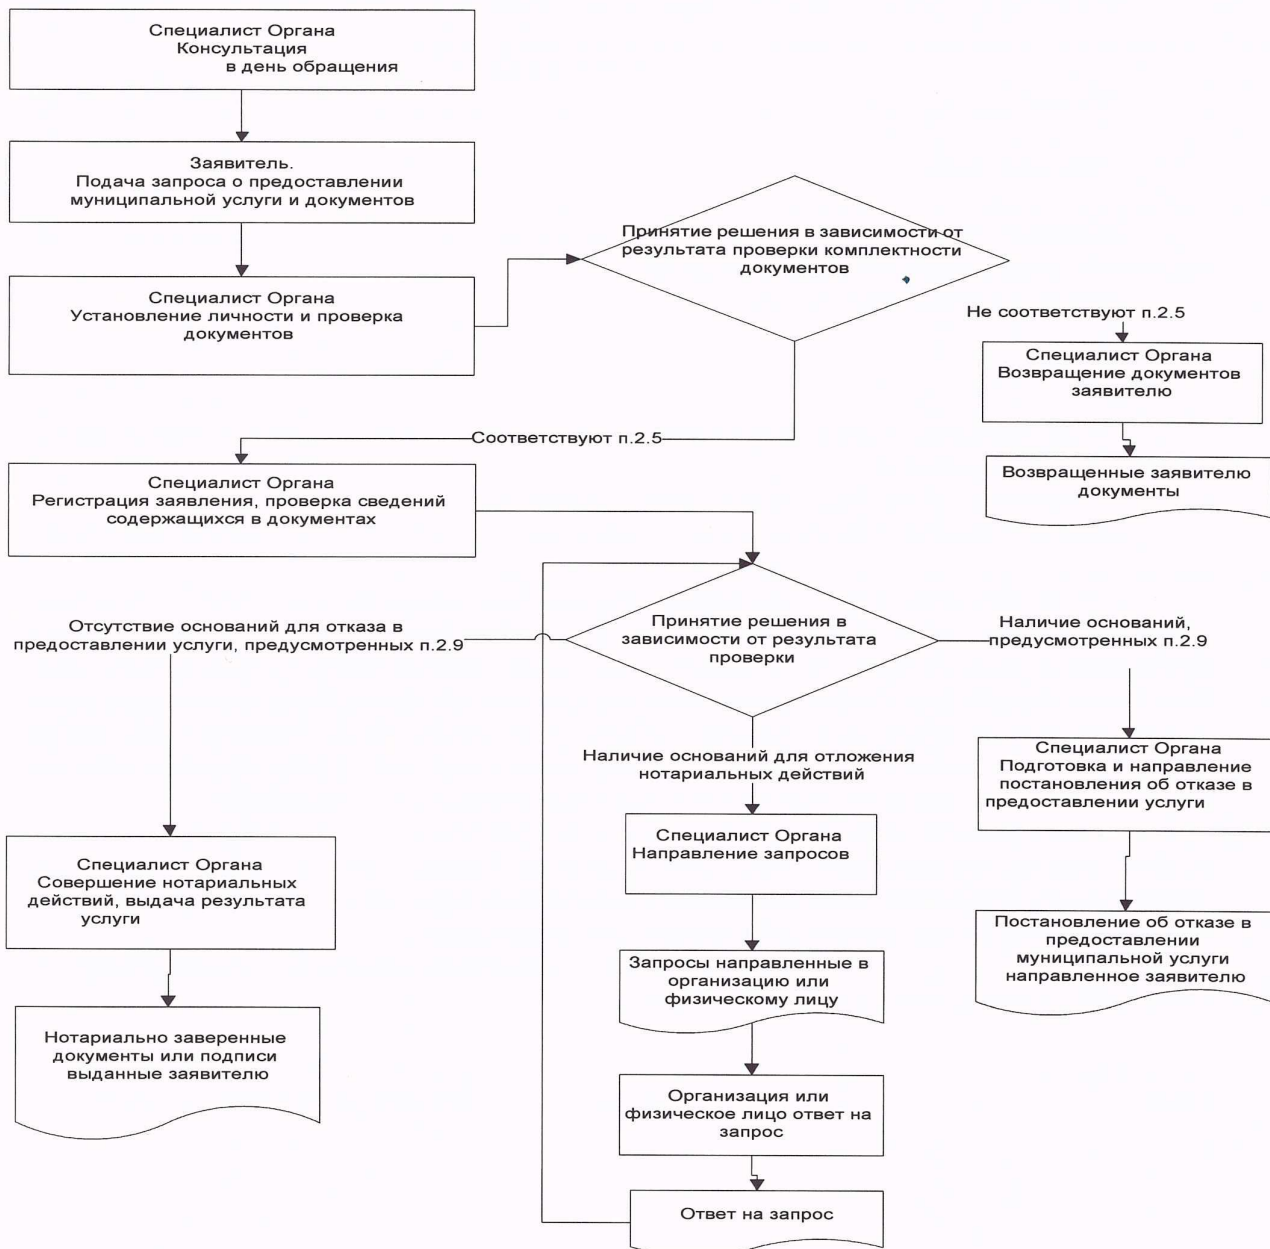 Специалист Органа
Консультация
в день обращения
Заявитель.
Подача запроса о предоставлении
муниципальной услуги и документов
Принятие решения в зависимости от
результата проверки комплектности
документов
Специалист Органа
Установление личности и проверка
документов
Не соответствуют п.2.5
Специалист Органа
Возвращение документов
заявителю
Соответствуют п.2.5
Возвращенные заявителю
документы
Специалист Органа
Регистрация заявления, проверка сведений
содержащихся в документах
Отсутствие оснований для отказа в
предоставлении услуги, предусмотренных п.2.9
Принятие решения в
зависимости от результата
проверки
Наличие оснований,
предусмотренных п.2.9
Наличие оснований для отложения
нотариальных действий
Специалист Органа
Подготовка и направление
постановления об отказе в
предоставлении услуги
Специалист Органа
Направление запросов
Специалист Органа
Совершение нотариальных
действий, выдача результата
услуги
Запросы направленные в
организацию или
физическому лицу
Постановление об отказе в
предоставлении
муниципальной услуги
направленное заявителю
Нотариально заверенные
документы или подписи
выданные заявителю
Организация или
физическое лицо ответ на
запрос
Ответ на запрос